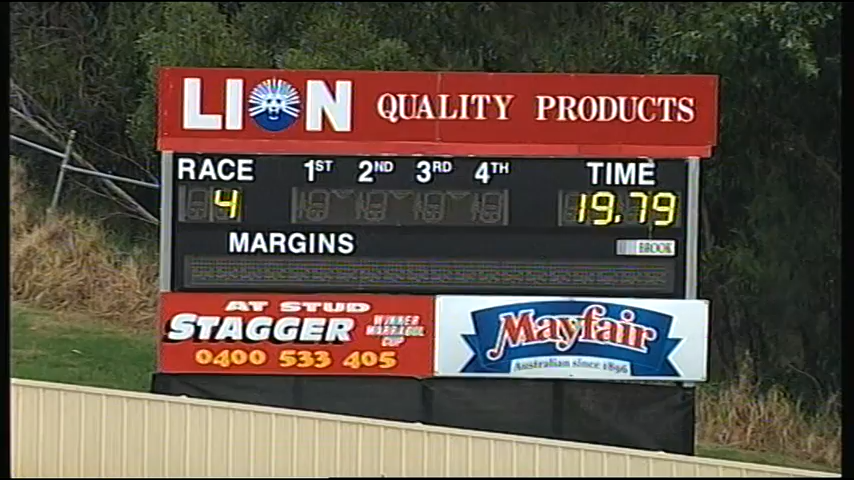 LION QUALITY PRODUCTS
RACE 1ST 2ND 3RD 4TH TIME
4 19.79
MARGINS
BROOK
AT STUD
STAGGER
WINNER
WARRAGUL
CUP
0400 533 405
Mayfair
Australian since 1896